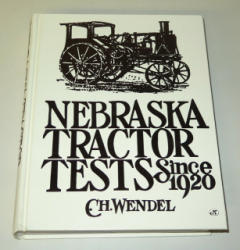 NEBRASKA
TRACTOR
TESTS Since
1920
C.H. WENDEL